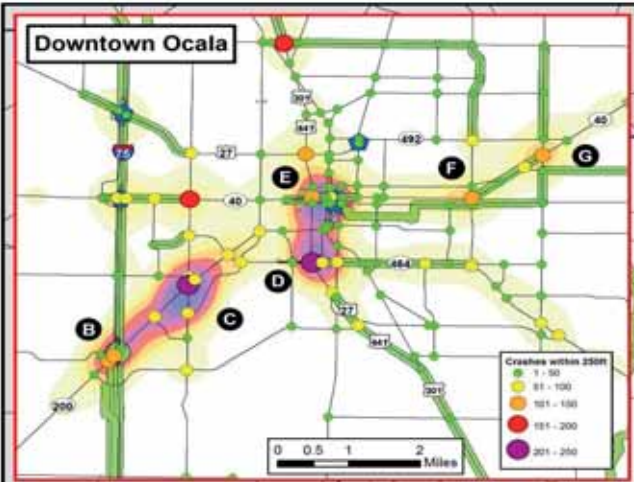 Downtown Ocala
301
441
492
40
27
75
E
F
G
40
464
D
B
C
27
441
200
301
Crashes within 250ft
1 - 50
51 - 100
101 - 150
151 - 200
201 - 250
0 0.5 1 2
Miles